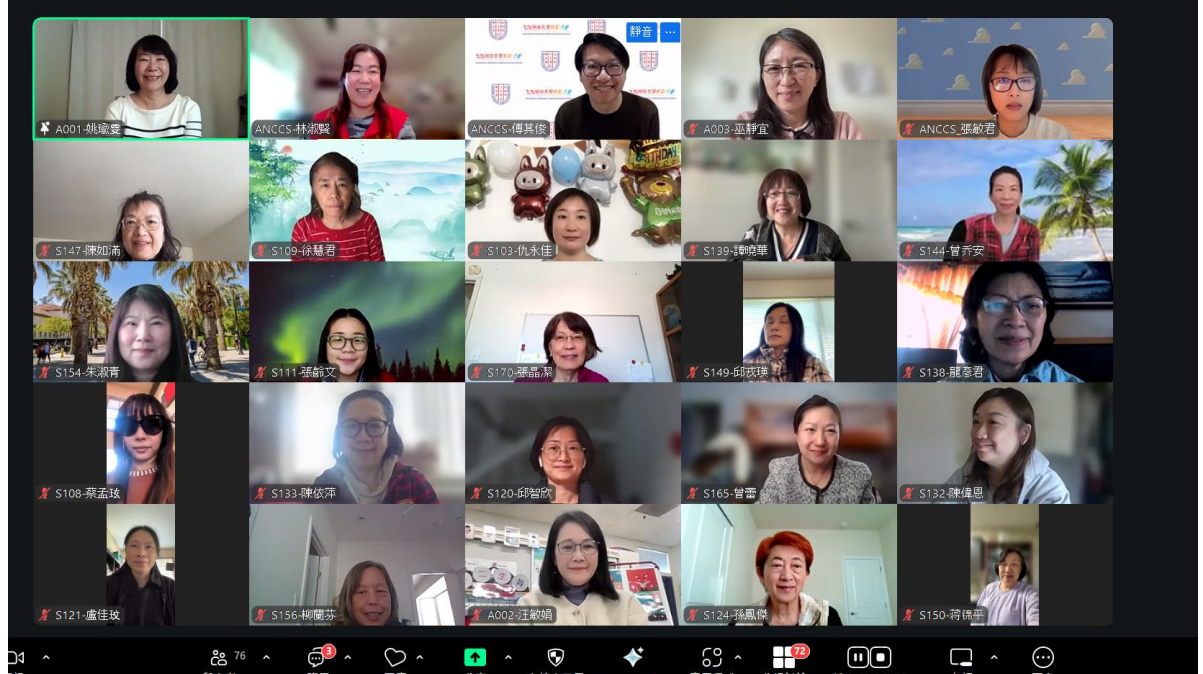 A001-姚瑜雯
ANCCS-林淑賢
靜音 ...
ANCCS-傅其俊
A003-巫靜宜
ANCCS_張敏君
S147-陳如滿
S109-徐慧君
S103-仇永佳
S139-譚曉華
S144-曾乔安
S154-朱淑青
S111-張齡文
S170-張晶潔
S149-邱戎瑛
S138-龍彥君
S108-蔡孟玹
S133-陳依萍
S120-邱智欣
S165-曾蕾
S132-陳偉恩
S121-盧佳玫
S156-柳蘭芬
A002-汪敏娟
S124-孫鳳傑
S150-蒋锦平
76
3
72